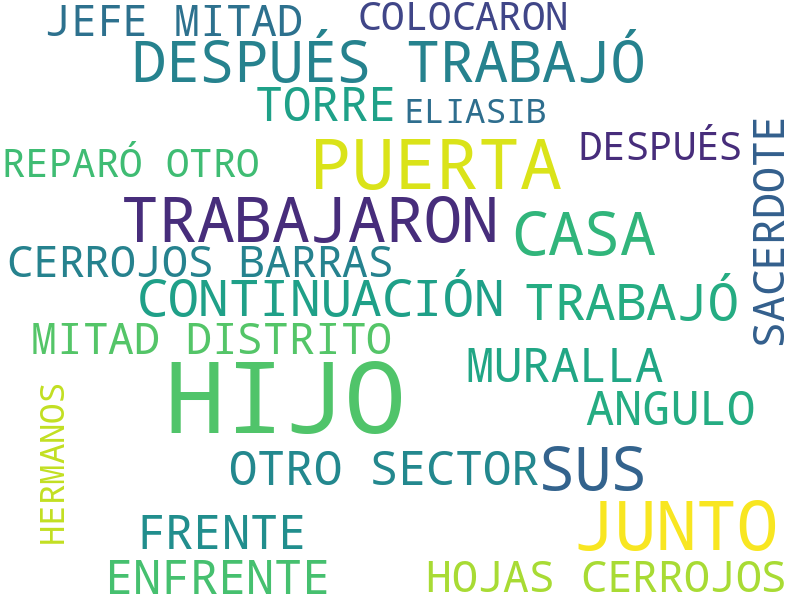 JEFE MITAD
COLOCARON
DESPUÉS TRABAJÓ
TORRE
ELIASIB
REPARÓ OTRO
PUERTA
DESPUÉS
SACERDOTE
TRABAJARON
CASA
CERROJOS BARRAS
CONTINUACIÓN
TRABAJÓ
MITAD DISTRITO
MURALLA
HIJO
ANGULO
HERMANOS
OTRO SECTOR
SUS
FRENTE
JUNTO
ENFRENTE
HOJAS CERROJOS